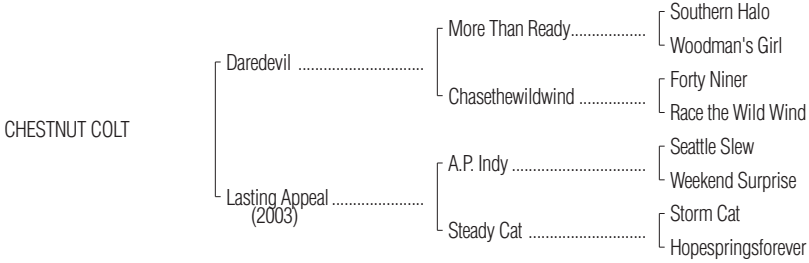 Southern Halo
More Than Ready..................
Woodman's Girl
Daredevil ..............................
Forty Niner
Chasethewildwind ................
Race the Wild Wind
CHESTNUT COLT
Seattle Slew
A.P. Indy ................................
Weekend Surprise
Lasting Appeal ......................
(2003)
Storm Cat
Steady Cat ............................
Hopespringsforever